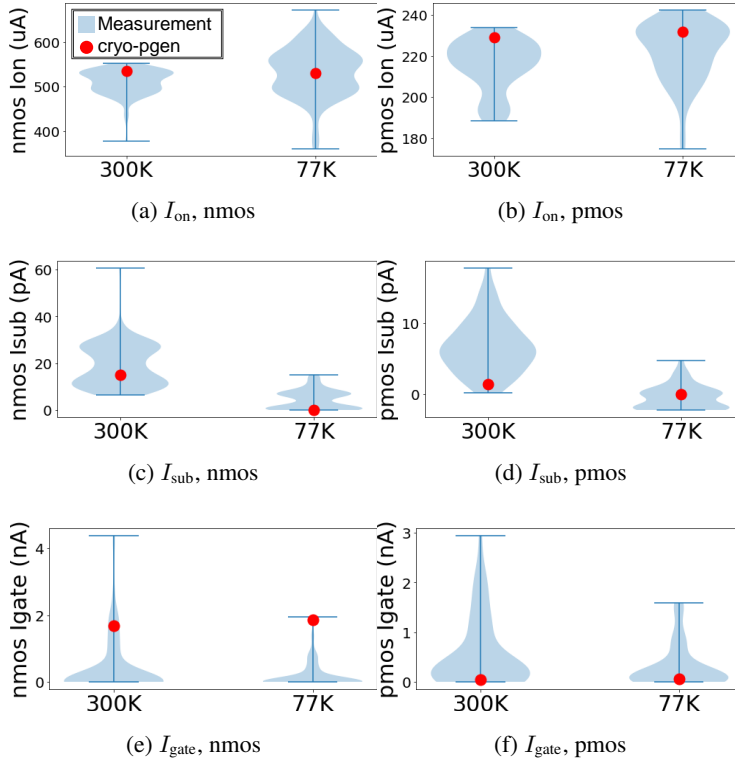 nmos Ion (uA)
600
500
400
Measurement
cryo-pgen
300K
77K
(a) Ion, nmos
pmos Ion (uA)
240
220
200
180
300K
77K
(b) Ion, pmos
nmos Isub (pA)
60
40
20
0
300K
77K
(c) Isub, nmos
pmos Isub (pA)
10
0
300K
77K
(d) Isub, pmos
nmos Igate (nA)
4
2
0
300K
77K
(e) Igate, nmos
pmos Igate (nA)
3
2
1
0
300K
77K
(f) Igate, pmos